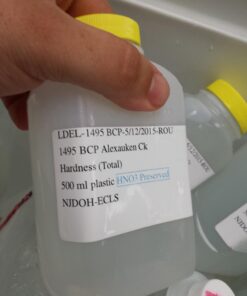 LDEL-1495 BCP-5/12/2015-ROU
1495 BCP Alexauken Ck
Hardness (Total)
500 ml plastic HNO3 Preserved
NJDOH-ECLS